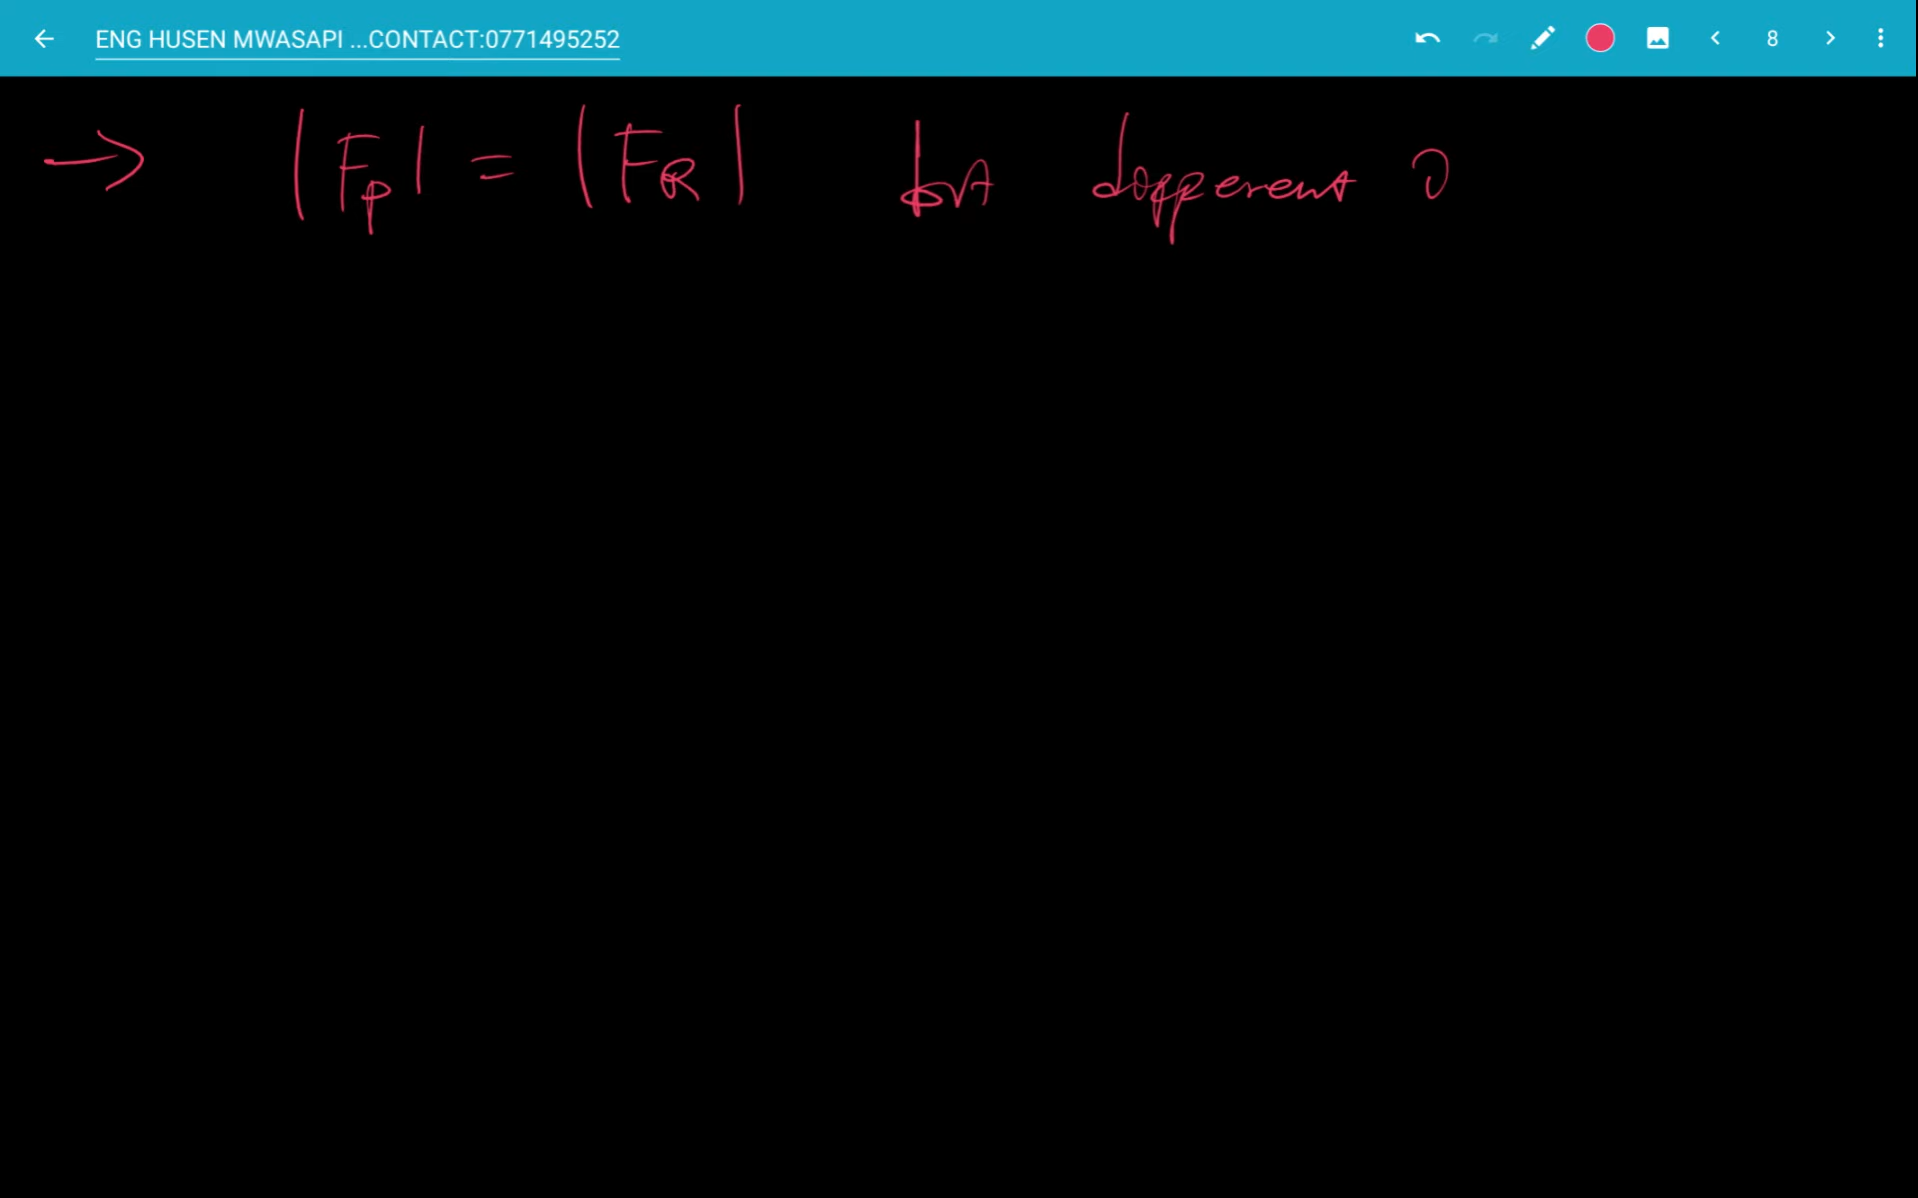 ENG HUSEN MWASAPI ...CONTACT:0771495252
8
→ |Fp| = |FR| but different